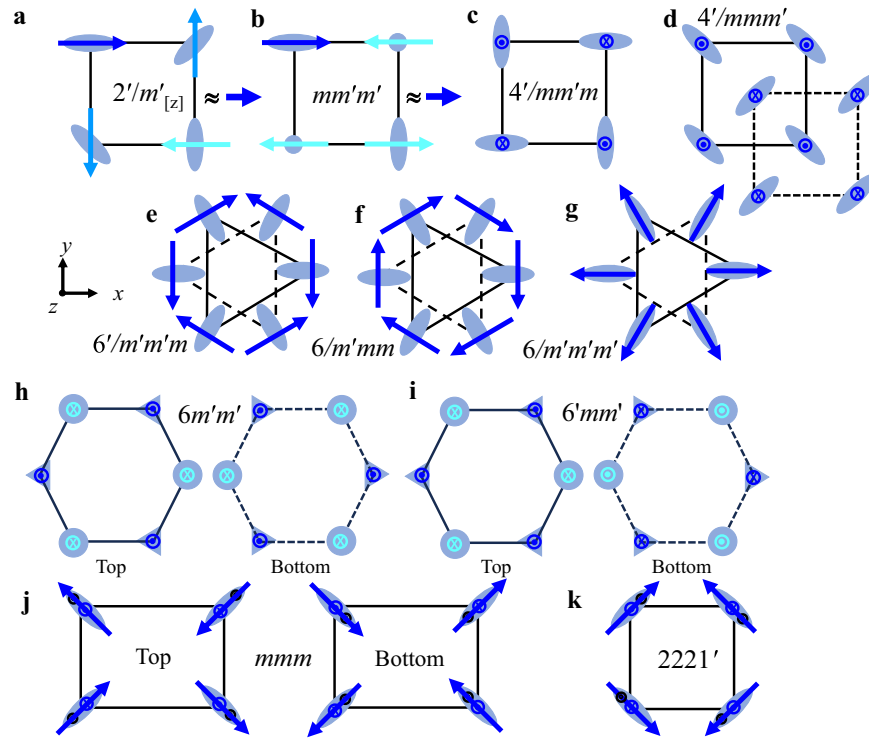 a
b
c
d
2′/m′[z]
≈
mm′m′
≈
4′/mm′m
4′/mmm′
e
f
g
y
z
x
6′/m′m′m
6/m′mm
6/m′m′m′
h
6m′m′
i
6'mm'
Top
Bottom
Top
Bottom
j
k
Top
mmm
Bottom
2221′